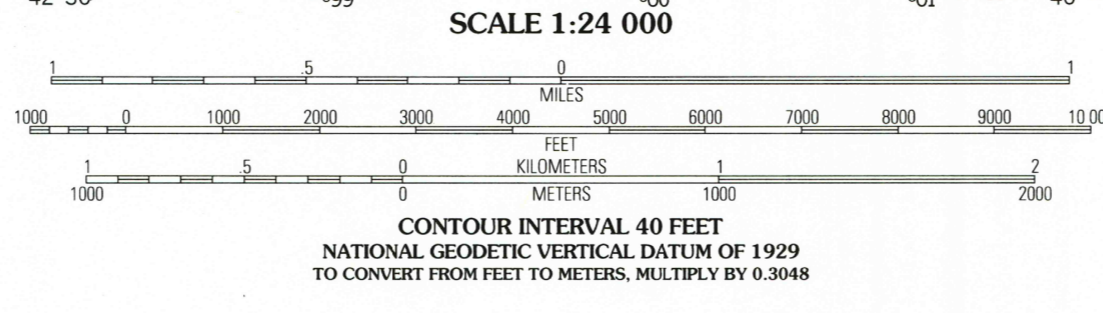 SCALE 1:24 000
1 .5 0 1
MILES
1000 0 1000 2000 3000 4000 5000 6000 7000 8000 9000 10 00
FEET
1 .5 0 KILOMETERS 1 2
1000 0 METERS 1000 2000
CONTOUR INTERVAL 40 FEET
NATIONAL GEODETIC VERTICAL DATUM OF 1929
TO CONVERT FROM FEET TO METERS, MULTIPLY BY 0.3048